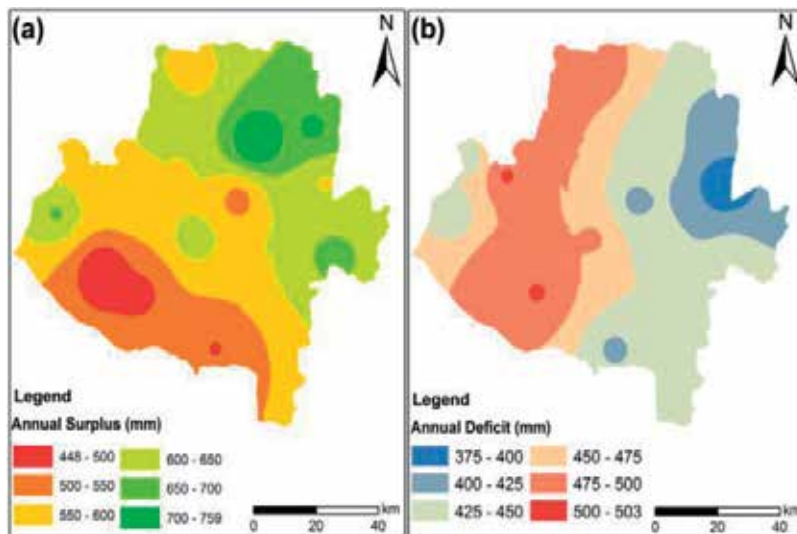 (a)
N
Legend
Annual Surplus (mm)
448 - 500
500 - 550
550 - 600
600 - 650
650 - 700
700 - 759
0 20 40 km
(b)
N
Legend
Annual Deficit (mm)
375 - 400
400 - 425
425 - 450
450 - 475
475 - 500
500 - 503
0 20 40 km